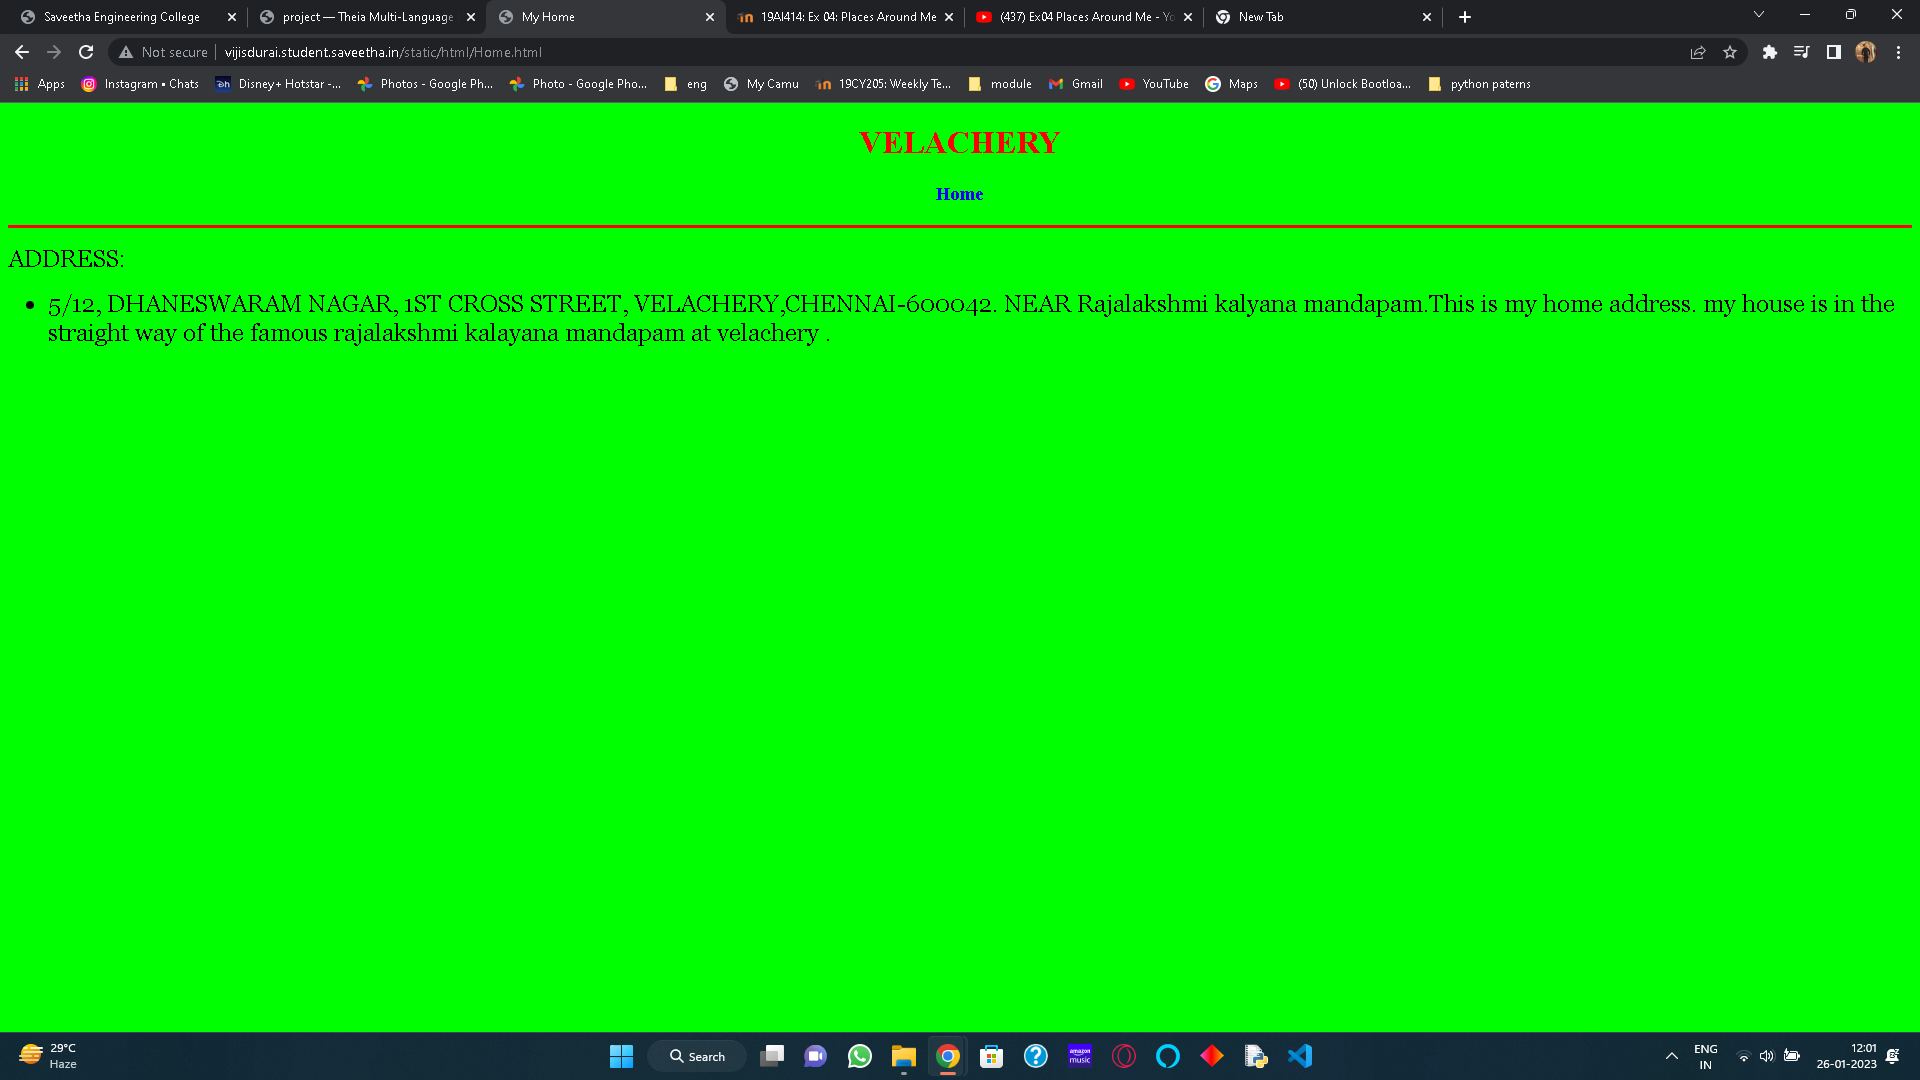 Saveetha Engineering College
project — Theia Multi-Language
My Home
19AI414: Ex 04: Places Around Me
(437) Ex04 Places Around Me - Yo
New Tab
Not secure
vijisdurai.student.saveetha.in/static/html/Home.html
Apps
Instagram • Chats
Disney+ Hotstar -...
Photos - Google Ph...
Photo - Google Pho...
eng
My Camu
19CY205: Weekly Te...
module
Gmail
YouTube
Maps
(50) Unlock Bootloa...
python paterns
VELACHERY
Home
ADDRESS:
• 5/12, DHANESWARAM NAGAR, 1ST CROSS STREET, VELACHERY,CHENNAI-600042. NEAR Rajalakshmi kalyana mandapam.This is my home address. my house is in the
straight way of the famous rajalakshmi kalayana mandapam at velachery .
29°C
Haze
Search
amazon
music
ENG
IN
12:01
26-01-2023